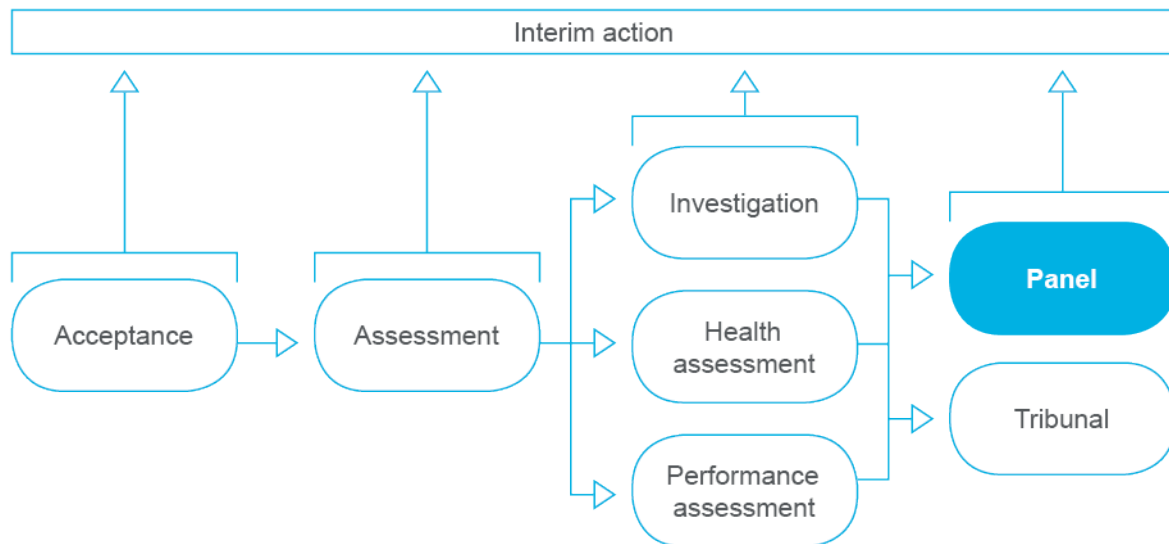 Interim action
Acceptance
Assessment
Investigation
Health
assessment
Performance
assessment
Panel
Tribunal